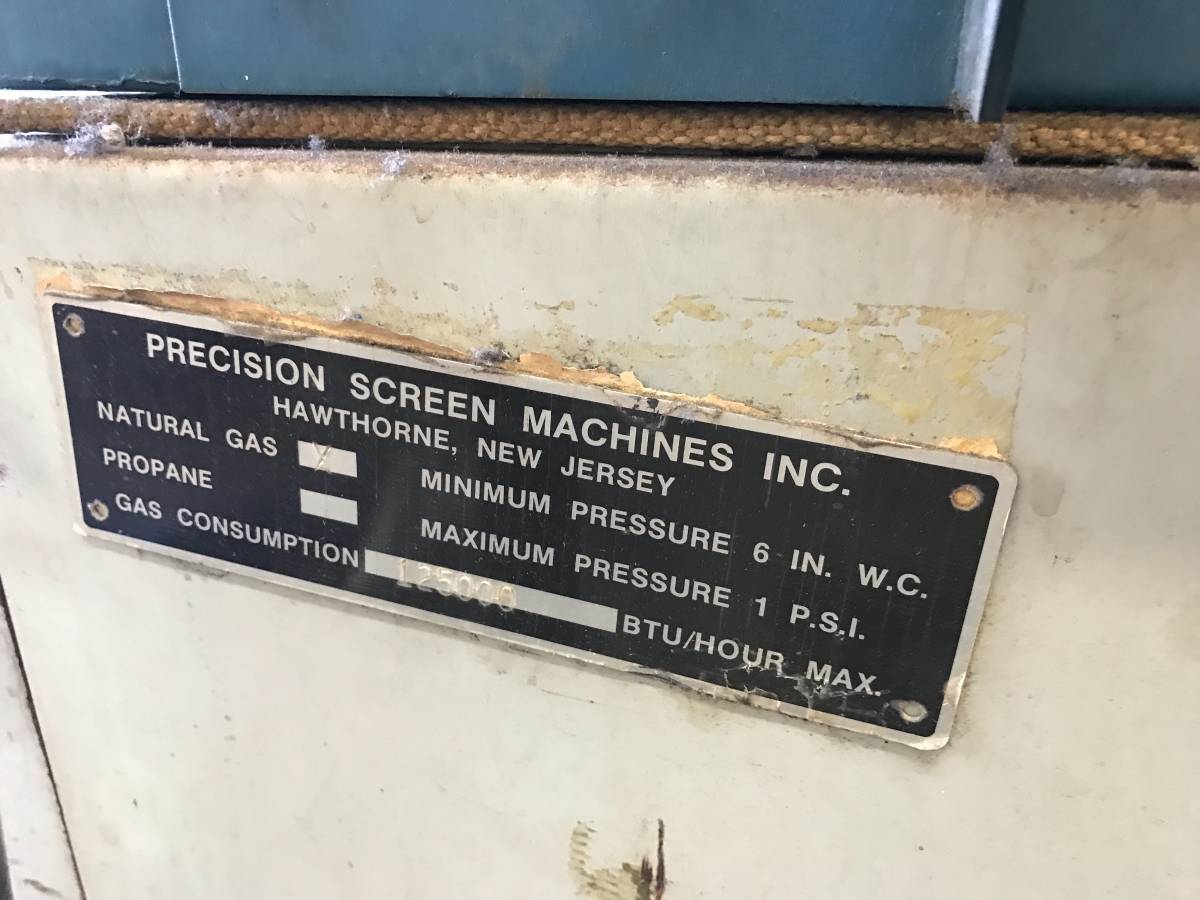 PRECISION SCREEN MACHINES INC.
HAWTHORNE, NEW JERSEY
NATURAL GAS X MINIMUM PRESSURE 6 IN. W.C.
PROPANE MAXIMUM PRESSURE 1 P.S.I.
GAS CONSUMPTION 125000 BTU/HOUR MAX.